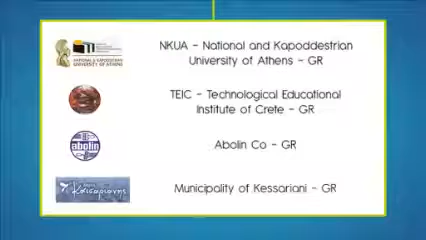 NKUA - National and Kapoddestrian
University of Athens - GR
TEIC - Technological Educational
Institute of Crete - GR
abolin
Abolin Co - GR
Καισαριανής
Municipality of Kessariani - GR